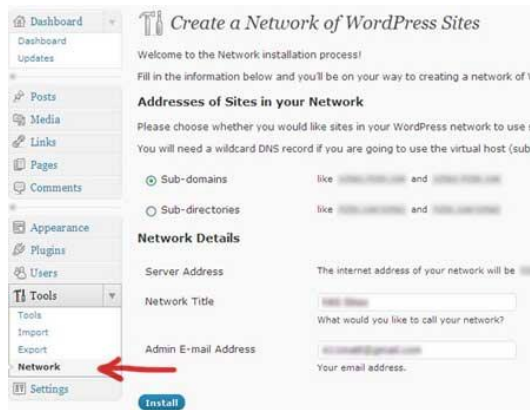 Dashboard
Dashboard
Updates
Posts
Media
Links
Pages
Comments
Appearance
Plugins
Users
Tools
Tools
Import
Export
Network
Settings
Create a Network of WordPress Sites
Welcome to the Network installation process!
Fill in the information below and you'll be on your way to creating a network of
Addresses of Sites in your Network
Please choose whether you would like sites in your WordPress network to use
You will need a wildcard DNS record if you are going to use the virtual host (sub
Sub-domains like and
Sub-directories like and
Network Details
Server Address The internet address of your network will be
Network Title
What would you like to call your network?
Admin E-mail Address
Your email address.
Install